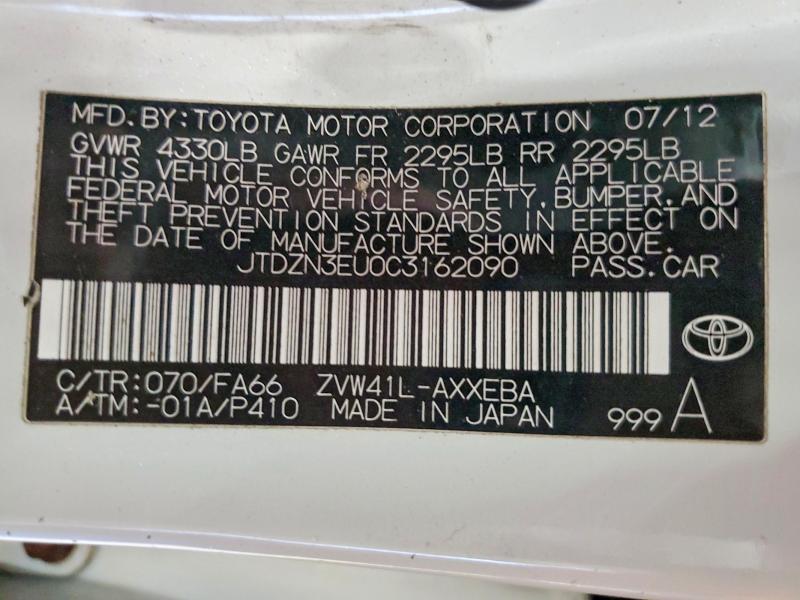 MFD. BY: TOYOTA MOTOR CORPORATION 07/12
GVWR 4330LB GAWR FR 2295LB RR 2295LB
THIS VEHICLE CONFORMS TO ALL APPLICABLE
FEDERAL MOTOR VEHICLE SAFETY, BUMPER, AND
THEFT PREVENTION STANDARDS IN EFFECT ON
THE DATE OF MANUFACTURE SHOWN ABOVE.
JTDZN3EU0C3162090 PASS.CAR
C/TR: 070/FA66 ZVW41L-AXXEBA
A/TM: -01A/P410 MADE IN JAPAN 999 A